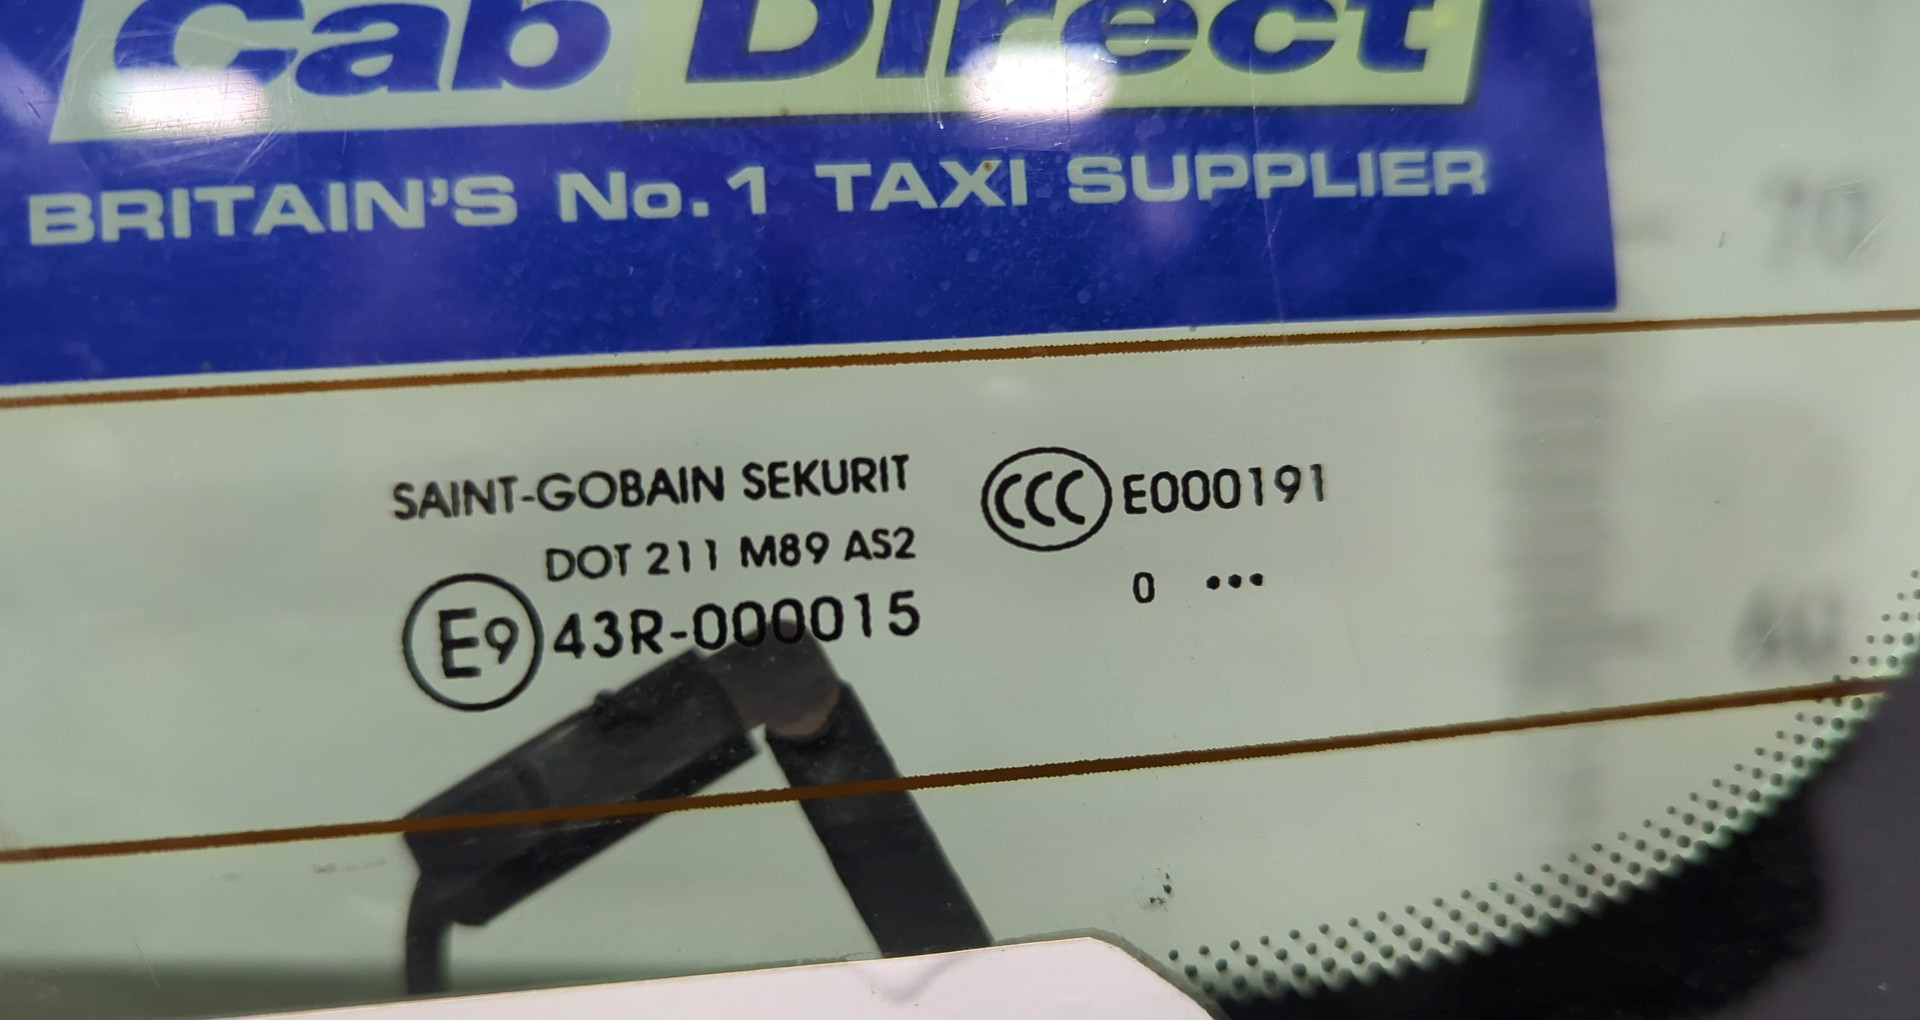 Cab Direct
BRITAIN'S No.1 TAXI SUPPLIER
70
SAINT-GOBAIN SEKURIT
DOT 211 M89 AS2
E9 43R-000015
CCC E000191
0 •••